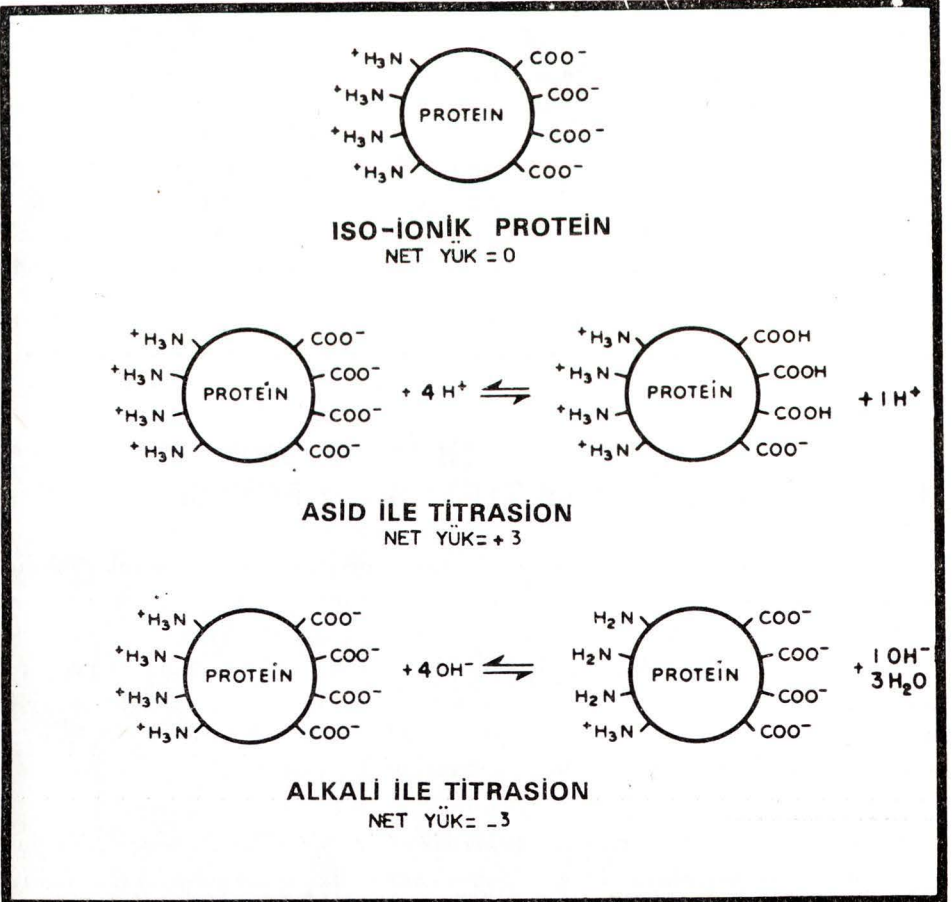 ⁺H₃N COO⁻
⁺H₃N PROTEIN COO⁻
⁺H₃N COO⁻
⁺H₃N COO⁻
ISO-İONİK PROTEİN
NET YÜK = 0
⁺H₃N COO⁻ ⁺H₃N COOH
⁺H₃N PROTEİN COO⁻ + 4 H⁺ ⇌ ⁺H₃N PROTEİN COOH + 1 H⁺
⁺H₃N COO⁻ ⁺H₃N COOH
⁺H₃N COO⁻ ⁺H₃N COO⁻
ASİD İLE TİTRASİON
NET YÜK= + 3
⁺H₃N COO⁻ H₂N COO⁻
⁺H₃N PROTEİN COO⁻ + 4 OH⁻ ⇌ H₂N PROTEİN COO⁻ + 1 OH⁻
⁺H₃N COO⁻ H₂N COO⁻ 3 H₂O
⁺H₃N COO⁻ ⁺H₃N COO⁻
ALKALİ İLE TİTRASİON
NET YÜK= -3